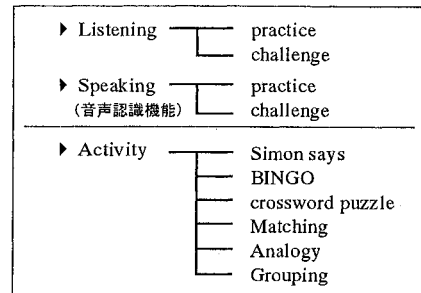 ▶ Listening practice
challenge
▶ Speaking practice
(音声認識機能) challenge
▶ Activity Simon says
BINGO
crossword puzzle
Matching
Analogy
Grouping